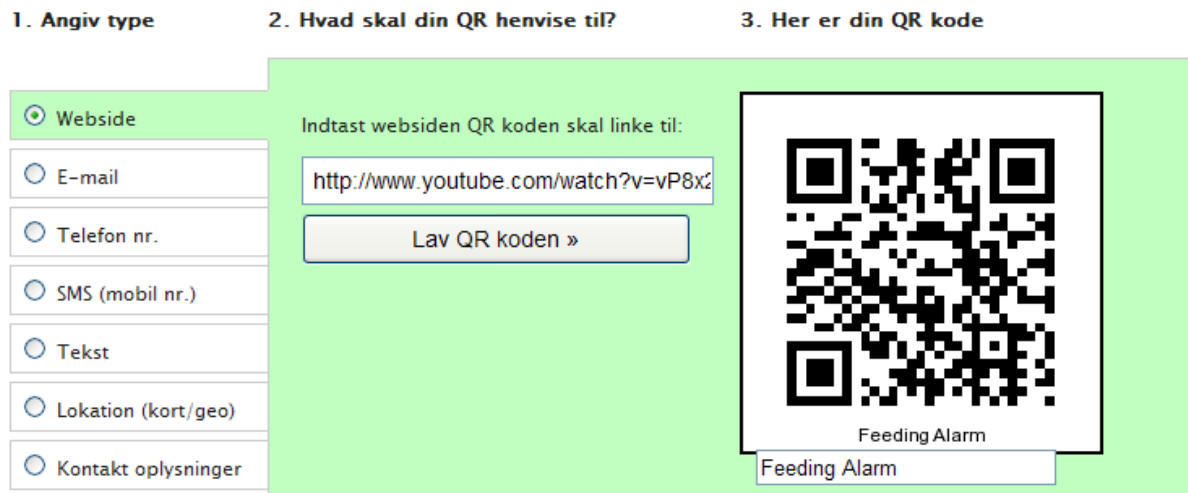 1. Angiv type
2. Hvad skal din QR henvise til?
3. Her er din QR kode
Webside
E-mail
Telefon nr.
SMS (mobil nr.)
Tekst
Lokation (kort/geo)
Kontakt oplysninger
Indtast websiden QR koden skal linke til:
http://www.youtube.com/watch?v=vP8x2
Lav QR koden »
Feeding Alarm
Feeding Alarm